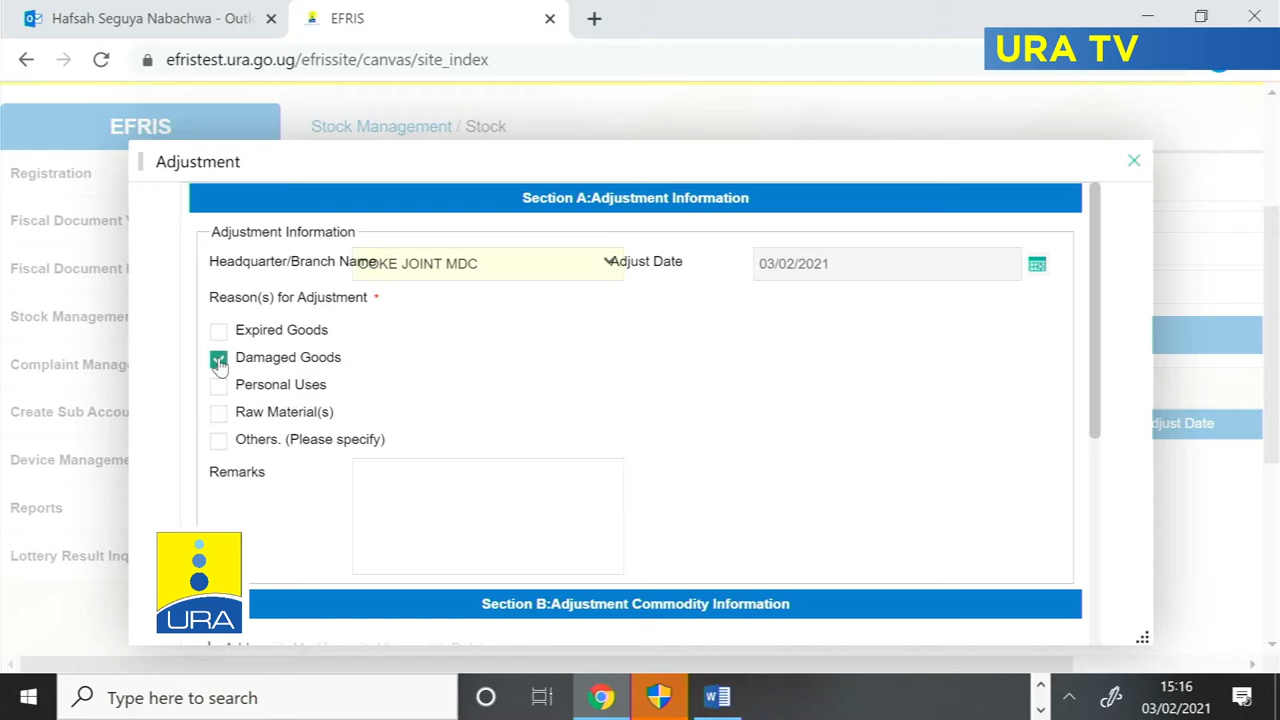 Hafsah Seguya Nabachwa - Outlo
EFRIS
URA TV
efristest.ura.go.ug/efrissite/canvas/site_index
EFRIS
Stock Management / Stock
Registration
Fiscal Document
Fiscal Document
Stock Managemen
Complaint Manag
Create Sub Accou
Device Manageme
Reports
Lottery Result Inq
Adjustment
Section A:Adjustment Information
Adjustment Information
Headquarter/Branch Name COKE JOINT MDC Adjust Date 03/02/2021
Reason(s) for Adjustment *
Expired Goods
Damaged Goods
Personal Uses
Raw Material(s)
Others. (Please specify)
Remarks
djust Date
Section B:Adjustment Commodity Information
URA
Type here to search
15:16
03/02/2021